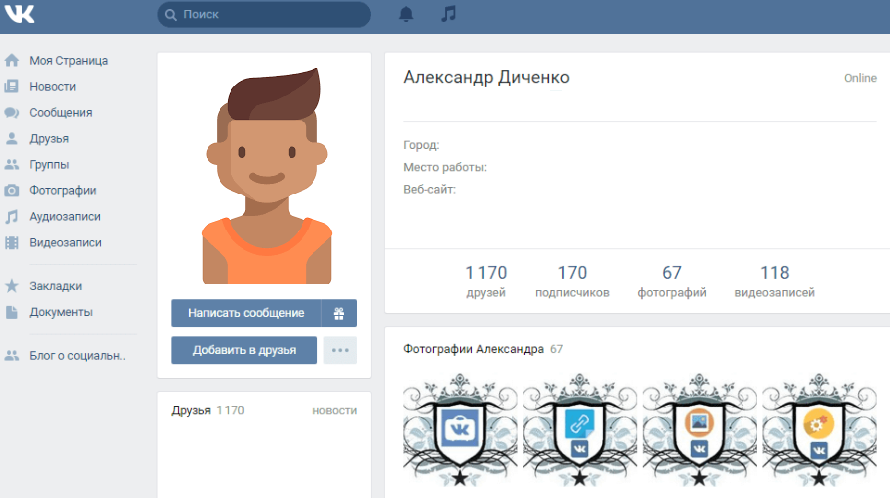 Поиск
Моя Страница
Новости
Сообщения
Друзья
Группы
Фотографии
Аудиозаписи
Видеозаписи
Закладки
Документы
Блог о социальн..
Написать сообщение
Добавить в друзья
Друзья 1 170 новости
Александр Диченко Online
Город:
Место работы:
Веб-сайт:
1 170 170 67 118
друзей подписчиков фотографий видеозаписей
Фотографии Александра 67